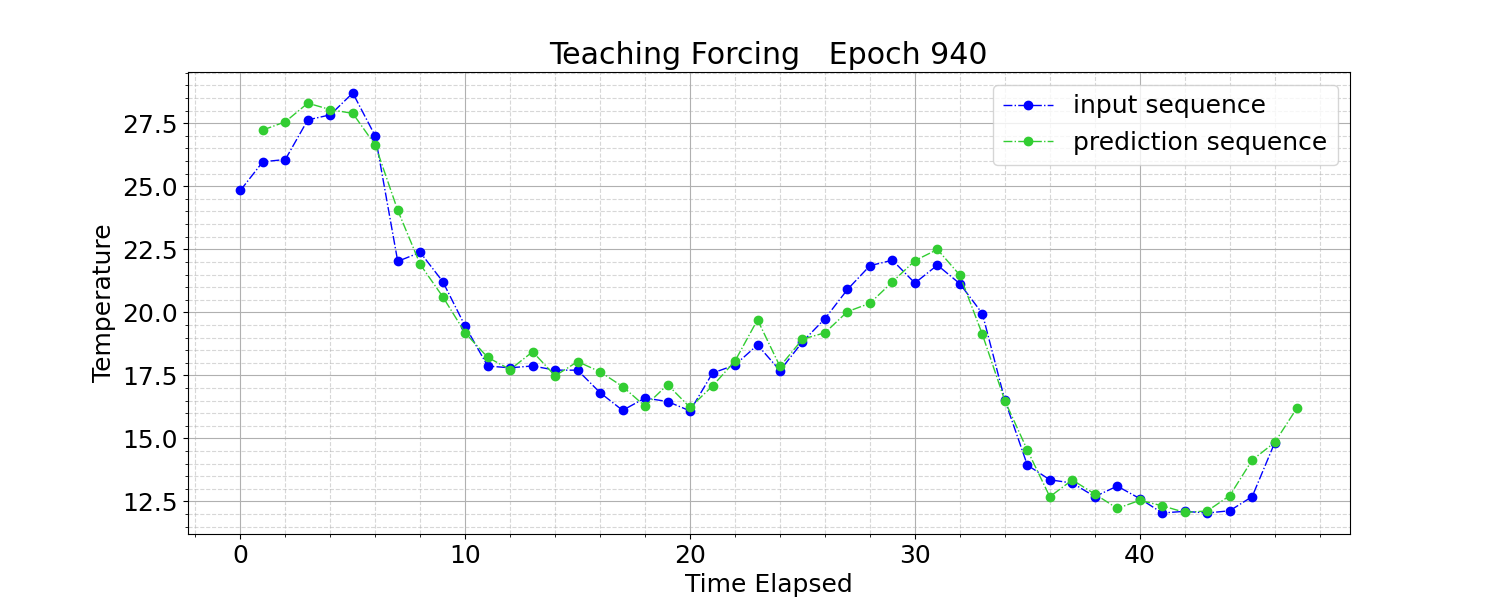 Teaching Forcing   Epoch 940
input sequence
prediction sequence
Temperature
27.5
25.0
22.5
20.0
17.5
15.0
12.5
0 10 20 30 40
Time Elapsed